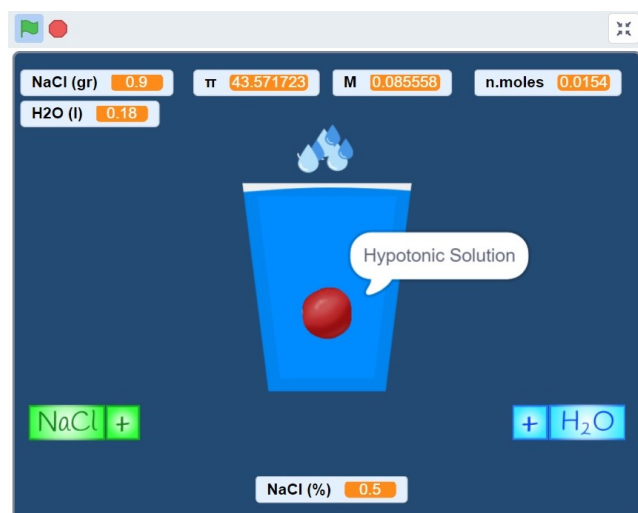 NaCl (gr) 0.9 π 43.571723 M 0.085558 n.moles 0.0154
H2O (l) 0.18
Hypotonic Solution
NaCl + + H₂O
NaCl (%) 0.5